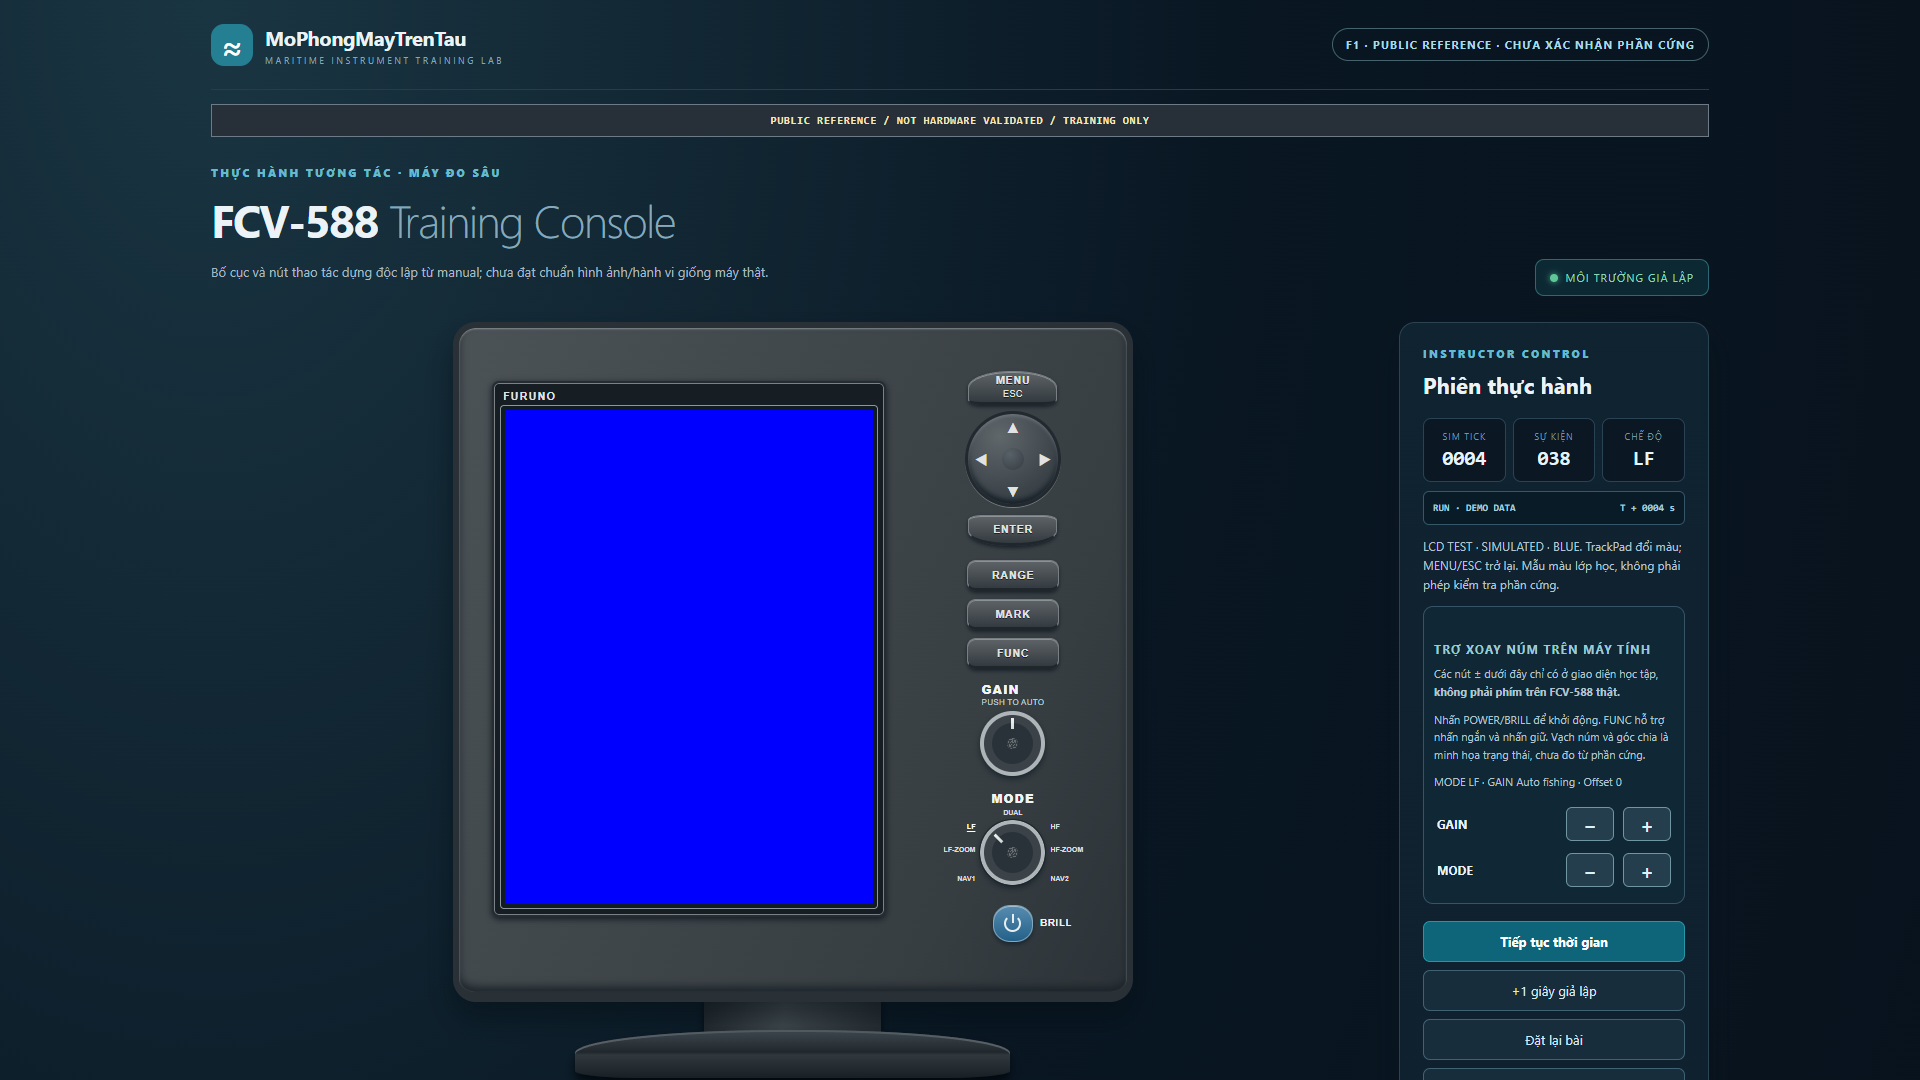 ≈
MoPhongMayTrenTau
MARITIME INSTRUMENT TRAINING LAB
F1 · PUBLIC REFERENCE · CHƯA XÁC NHẬN PHẦN CỨNG
PUBLIC REFERENCE / NOT HARDWARE VALIDATED / TRAINING ONLY
THỰC HÀNH TƯƠNG TÁC · MÁY ĐO SÂU
FCV-588 Training Console
Bố cục và nút thao tác dựng độc lập từ manual; chưa đạt chuẩn hình ảnh/hành vi giống máy thật.
MÔI TRƯỜNG GIẢ LẬP
FURUNO
MENU
ESC
▲
◀ ▶
▼
ENTER
RANGE
MARK
FUNC
GAIN
PUSH TO AUTO
MODE
DUAL
LF HF
LF-ZOOM HF-ZOOM
NAV1 NAV2
BRILL
INSTRUCTOR CONTROL
Phiên thực hành
SIM TICK SỰ KIỆN CHẾ ĐỘ
0004 038 LF
RUN · DEMO DATA T + 0004 s
LCD TEST · SIMULATED · BLUE. TrackPad đổi màu;
MENU/ESC trở lại. Mẫu màu lớp học, không phải
phép kiểm tra phần cứng.
TRỢ XOAY NÚM TRÊN MÁY TÍNH
Các nút ± dưới đây chỉ có ở giao diện học tập,
không phải phím trên FCV-588 thật.
Nhấn POWER/BRILL để khởi động. FUNC hỗ trợ
nhấn ngắn và nhấn giữ. Vạch núm và góc chia là
minh họa trạng thái, chưa đo từ phần cứng.
MODE LF · GAIN Auto fishing · Offset 0
GAIN − +
MODE − +
Tiếp tục thời gian
+1 giây giả lập
Đặt lại bài